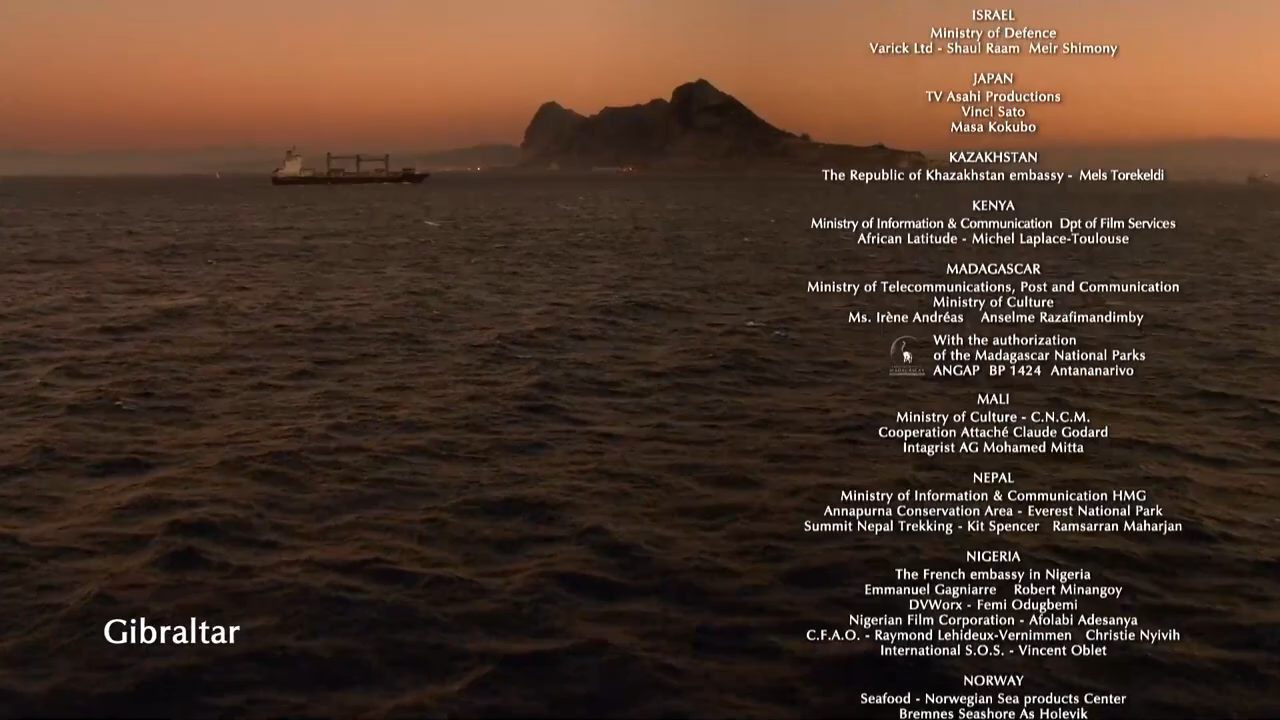 ISRAEL
Ministry of Defence
Varick Ltd - Shaul Raam Meir Shimony
JAPAN
TV Asahi Productions
Vinci Sato
Masa Kokubo
KAZAKHSTAN
The Republic of Khazakhstan embassy - Mels Torekeldi
KENYA
Ministry of Information & Communication Dpt of Film Services
African Latitude - Michel Laplace-Toulouse
MADAGASCAR
Ministry of Telecommunications, Post and Communication
Ministry of Culture
Ms. Irène Andréas Anselme Razafimandimby
With the authorization
of the Madagascar National Parks
ANGAP BP 1424 Antananarivo
MALI
Ministry of Culture - C.N.C.M.
Cooperation Attaché Claude Godard
Intagrist AG Mohamed Mitta
NEPAL
Ministry of Information & Communication HMG
Annapurna Conservation Area - Everest National Park
Summit Nepal Trekking - Kit Spencer Ramsarran Maharjan
NIGERIA
The French embassy in Nigeria
Emmanuel Gagniarre Robert Minangoy
DVWorx - Femi Odugbemi
Nigerian Film Corporation - Afolabi Adesanya
C.F.A.O. - Raymond Lehideux-Vernimmen Christie Nyivih
International S.O.S. - Vincent Oblet
NORWAY
Seafood - Norwegian Sea products Center
Bremnes Seashore As Holevik
Gibraltar